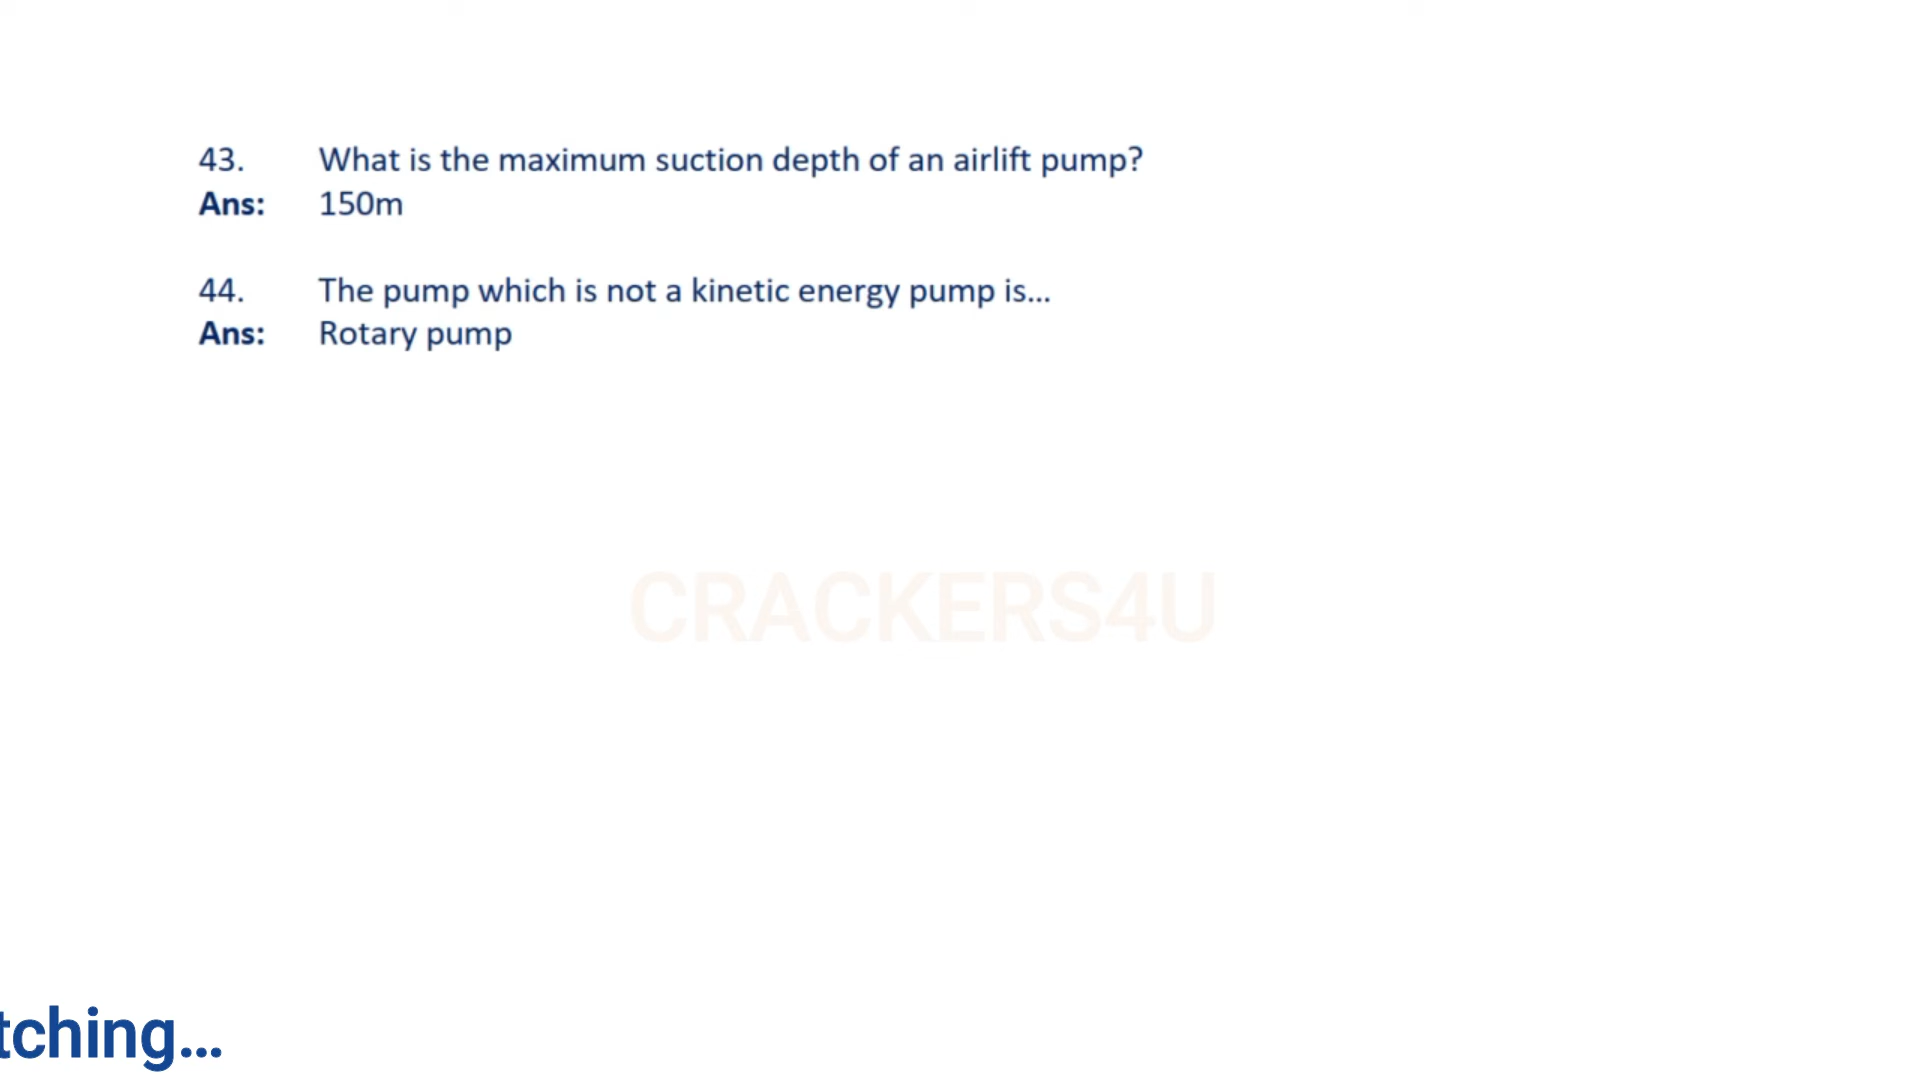 43. What is the maximum suction depth of an airlift pump?
Ans: 150m
44. The pump which is not a kinetic energy pump is...
Ans: Rotary pump
CRACKERS4U
tching...